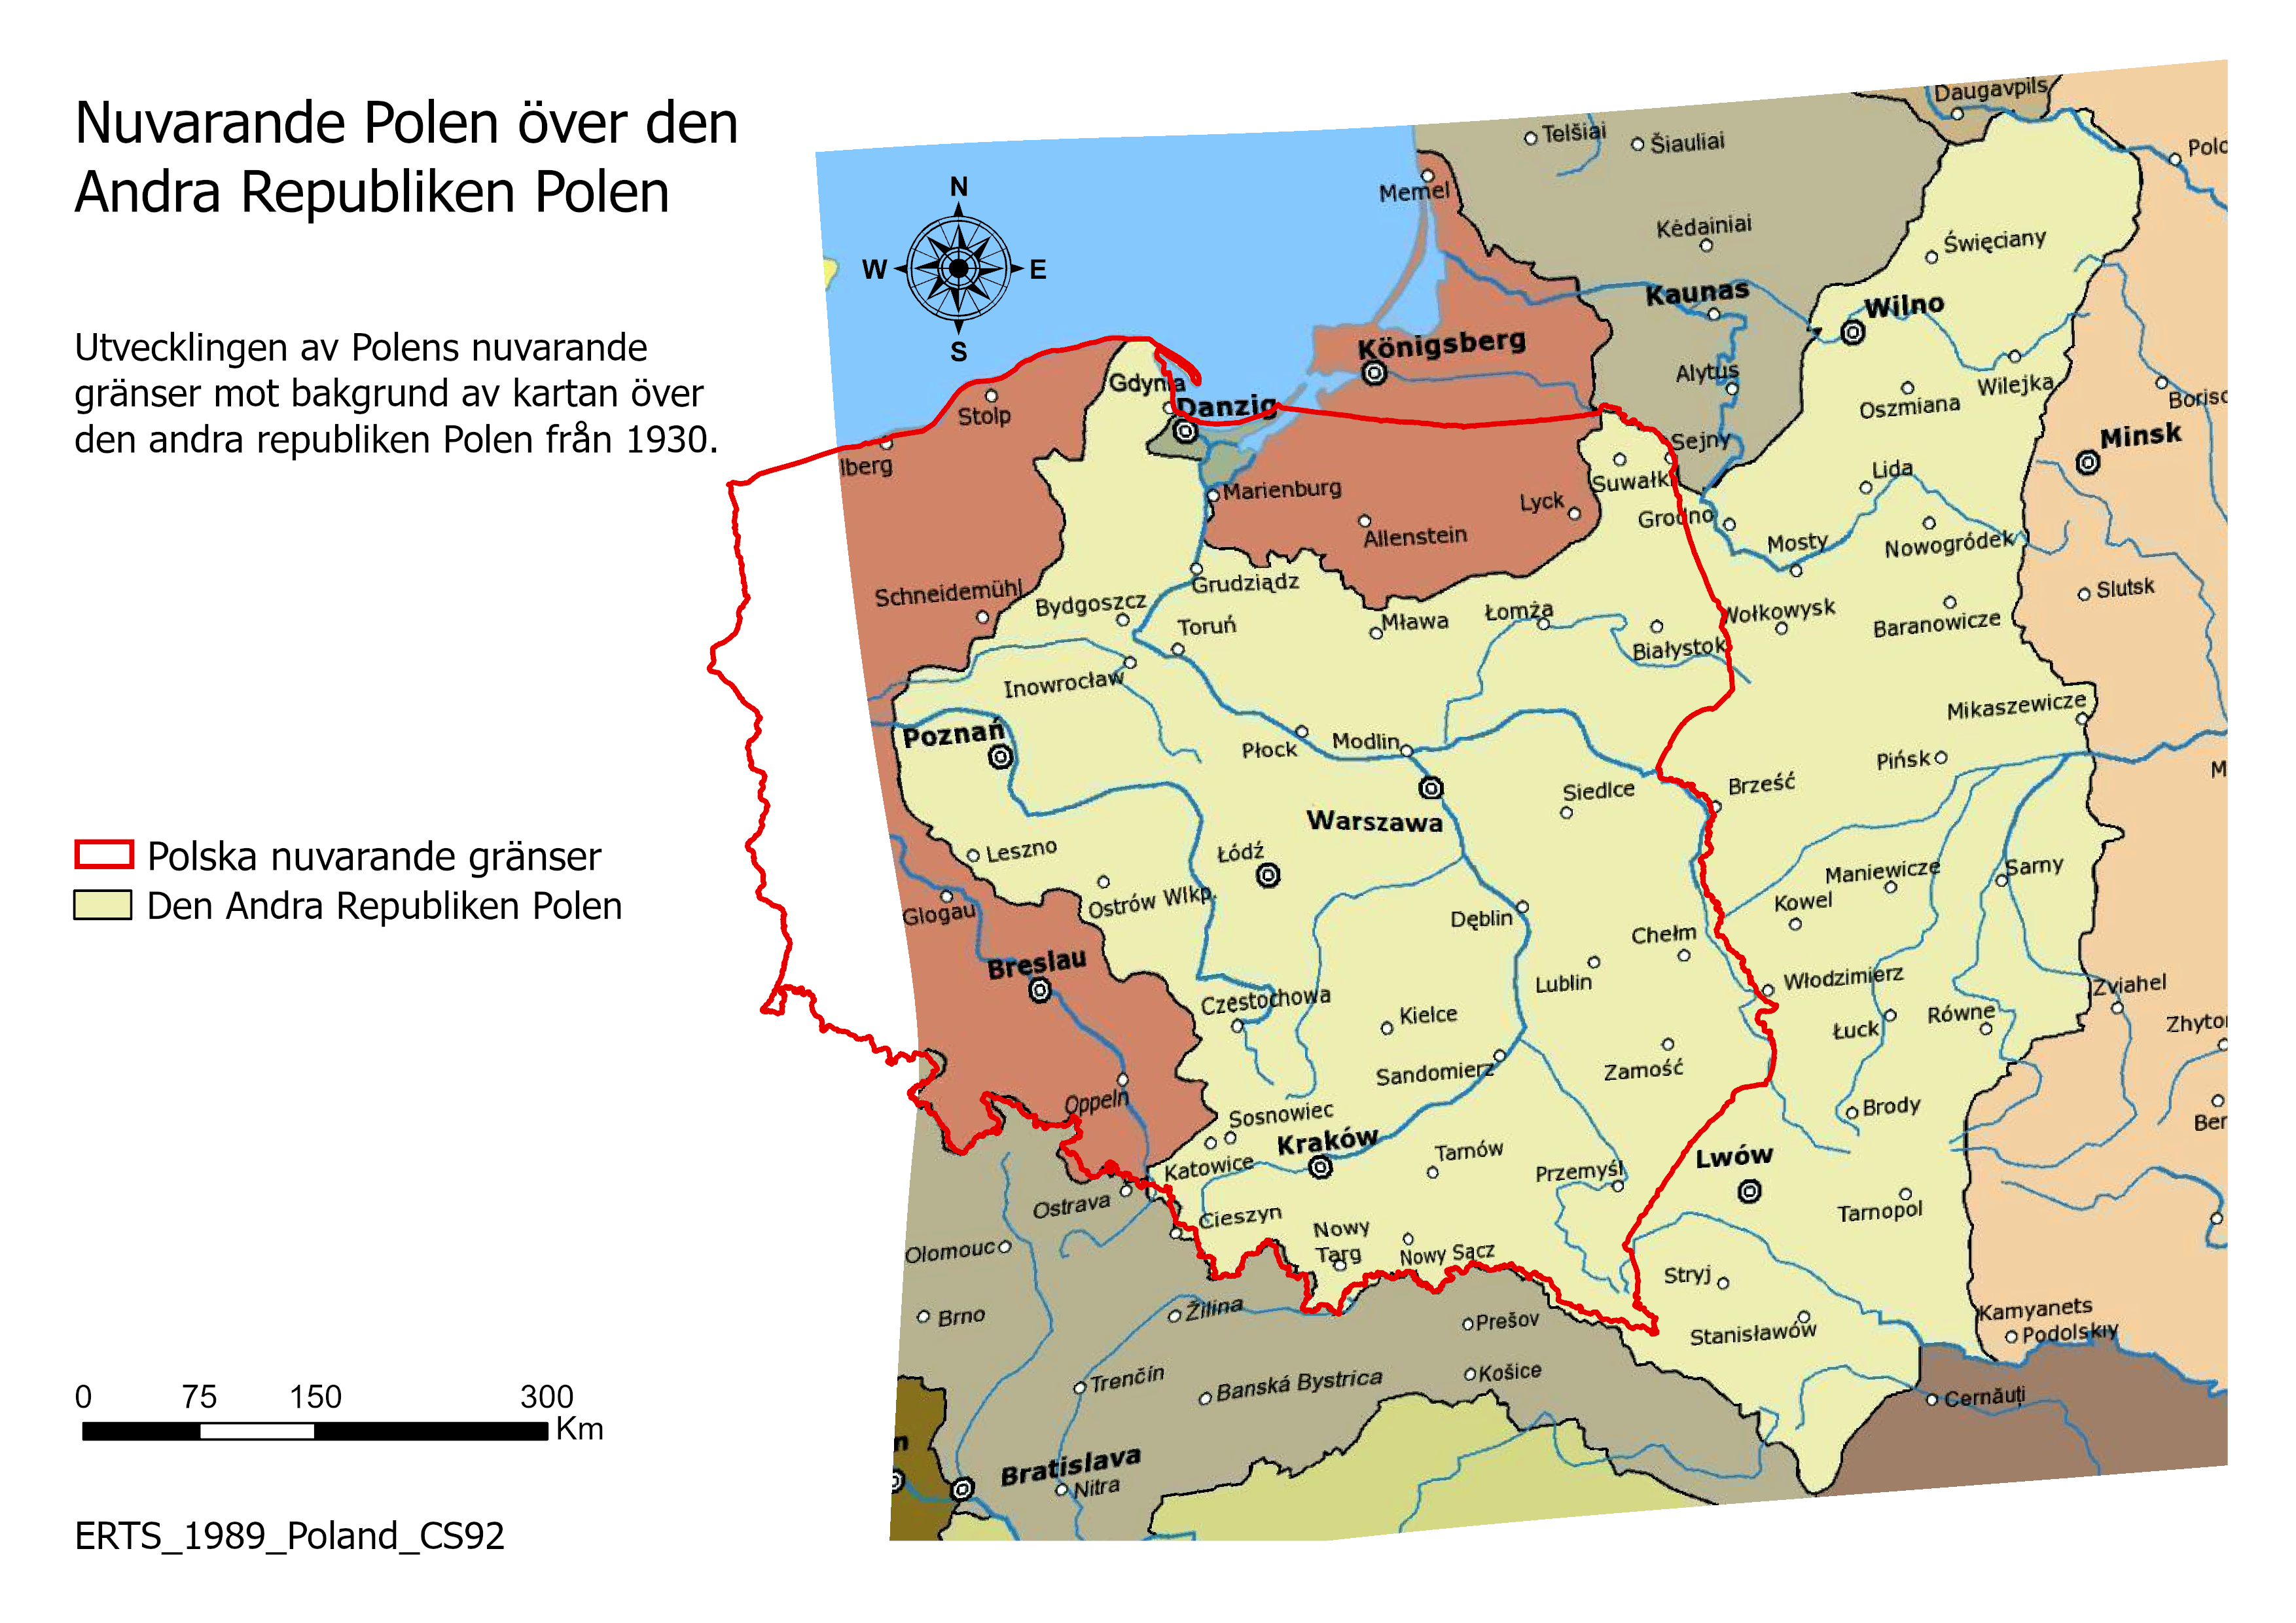 Nuvarande Polen över den
Andra Republiken Polen
Utvecklingen av Polens nuvarande
gränser mot bakgrund av kartan över
den andra republiken Polen från 1930.
Polska nuvarande gränser
Den Andra Republiken Polen
0 75 150 300
Km
ERTS_1989_Poland_CS92
N
W E
S
Daugavpils
Telšiai
Šiauliai
Polo
Memel
Kėdainiai
Święciany
Kaunas
Wilno
Königsberg
Alytus
Gdynia
Danzig
Stolp
Oszmiana
Wilejka
Boriso
Minsk
lberg
Sejny
Suwałki
Lida
Marienburg
Lyck
Grodno
Allenstein
Mosty
Nowogródek
Schneidemühl
Bydgoszcz
Grudziądz
Slutsk
Toruń
Mława
Łomża
Wołkowysk
Baranowicze
Białystok
Inowrocław
Mikaszewicze
Poznań
Płock
Modlin
Pińsk
M
Siedlce
Brześć
Warszawa
Leszno
Łódź
Maniewicze
Sarny
Ostrów Wlkp.
Glogau
Kowel
Dęblin
Chełm
Breslau
Lublin
Włodzimierz
Zviahel
Częstochowa
Kielce
Łuck
Równe
Zhyto
Sandomierz
Zamość
Oppeln
Sosnowiec
Brody
Ber
Kraków
Katowice
Tarnów
Przemyśl
Lwów
Ostrava
Cieszyn
Tarnopol
Olomouc
Nowy
Targ
Nowy Sącz
Stryj
Brno
Žilina
Prešov
Stanisławów
Kamyanets
Podolskiy
Trenčín
Banská Bystrica
Košice
Cernăuți
n
Bratislava
Nitra